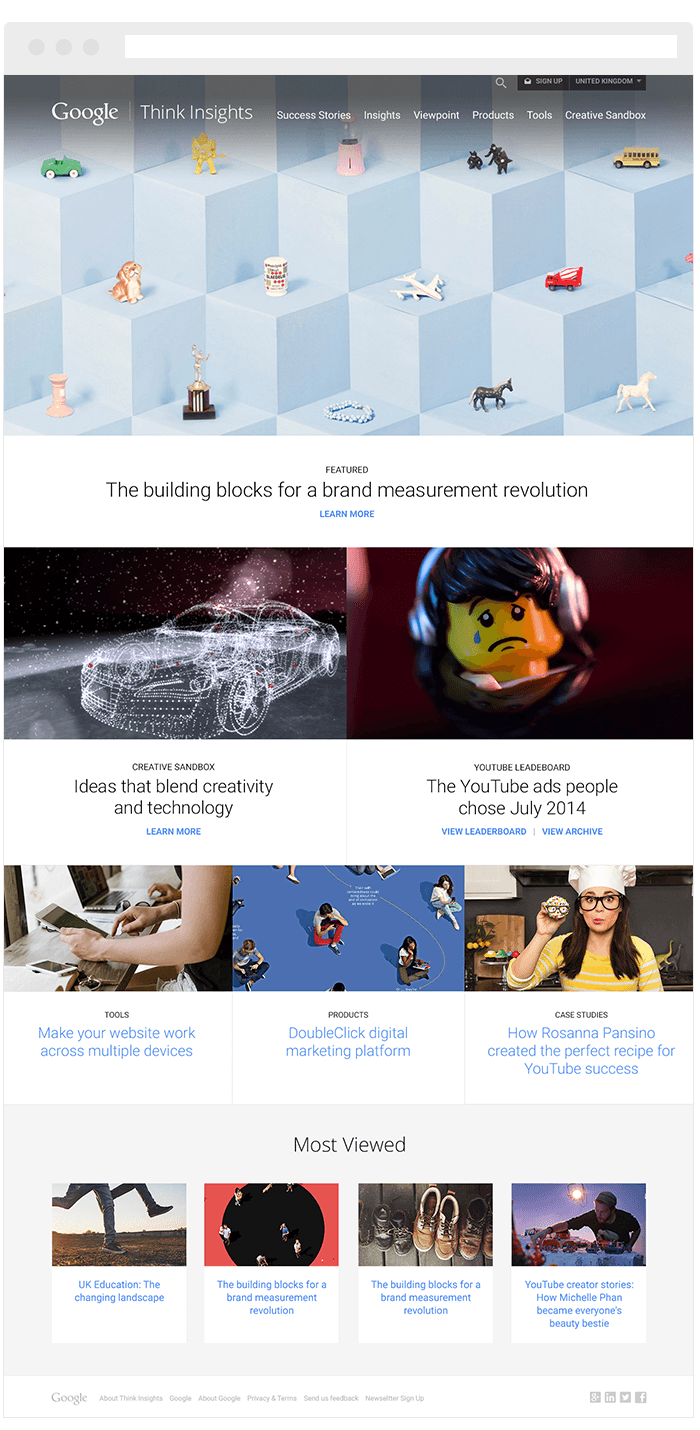 SIGN UP
UNITED KINGDOM
Google
Think Insights
Success Stories
Insights
Viewpoint
Products
Tools
Creative Sandbox
FEATURED
The building blocks for a brand measurement revolution
LEARN MORE
CREATIVE SANDBOX
Ideas that blend creativity
and technology
LEARN MORE
YOUTUBE LEADERBOARD
The YouTube ads people
chose July 2014
VIEW LEADERBOARD | VIEW ARCHIVE
TOOLS
Make your website work
across multiple devices
PRODUCTS
DoubleClick digital
marketing platform
CASE STUDIES
How Rosanna Pansino
created the perfect recipe for
YouTube success
Most Viewed
UK Education: The
changing landscape
The building blocks for a
brand measurement
revolution
The building blocks for a
brand measurement
revolution
YouTube creator stories:
How Michelle Phan
became everyone's
beauty bestie
Google
About Think Insights
Google
About Google
Privacy & Terms
Send us feedback
Newseltter Sign Up